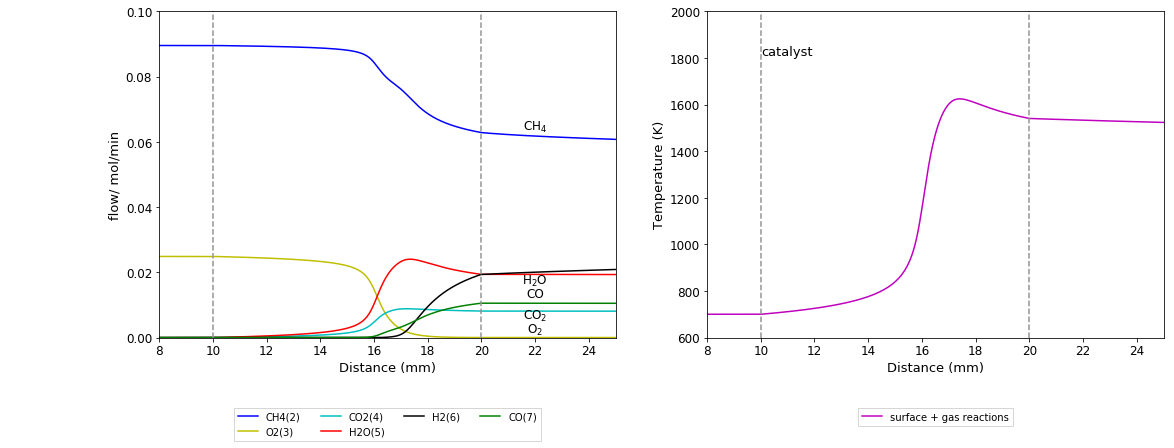 0.10
0.08
0.06
0.04
0.02
0.00
flow/ mol/min
CH4
H2O
CO
CO2
O2
8 10 12 14 16 18 20 22 24
Distance (mm)
CH4(2) CO2(4) H2(6) CO(7)
O2(3) H2O(5)
2000
1800
1600
1400
1200
1000
800
600
Temperature (K)
catalyst
8 10 12 14 16 18 20 22 24
Distance (mm)
surface + gas reactions